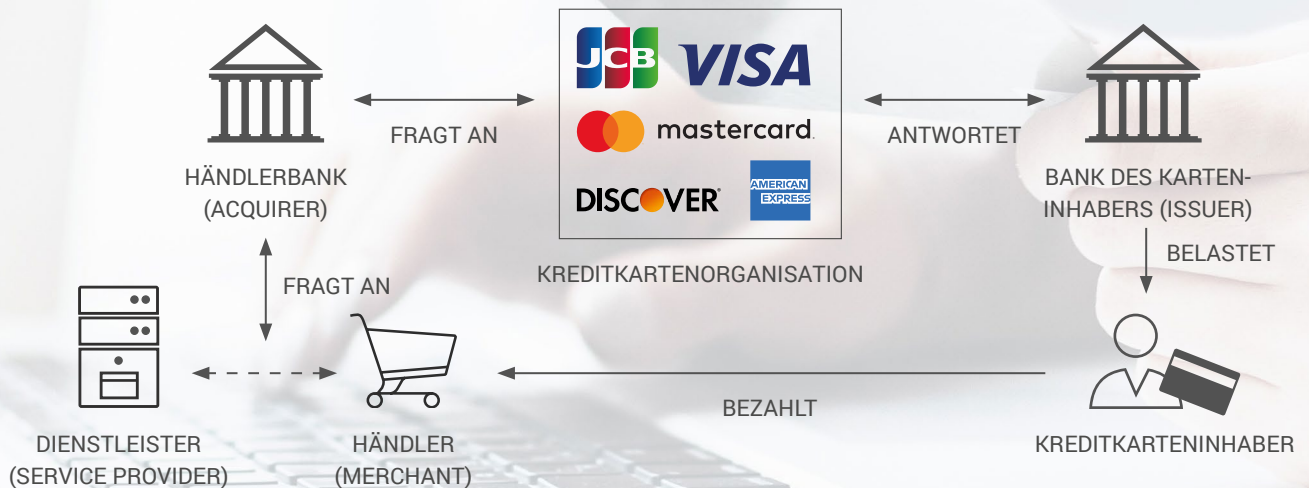 JCB VISA
mastercard.
DISCOVER® AMERICAN
EXPRESS
FRAGT AN
ANTWORTET
HÄNDLERBANK
(ACQUIRER)
BANK DES KARTEN-
INHABERS (ISSUER)
KREDITKARTENORGANISATION
BELASTET
FRAGT AN
BEZAHLT
DIENSTLEISTER
(SERVICE PROVIDER)
HÄNDLER
(MERCHANT)
KREDITKARTENINHABER